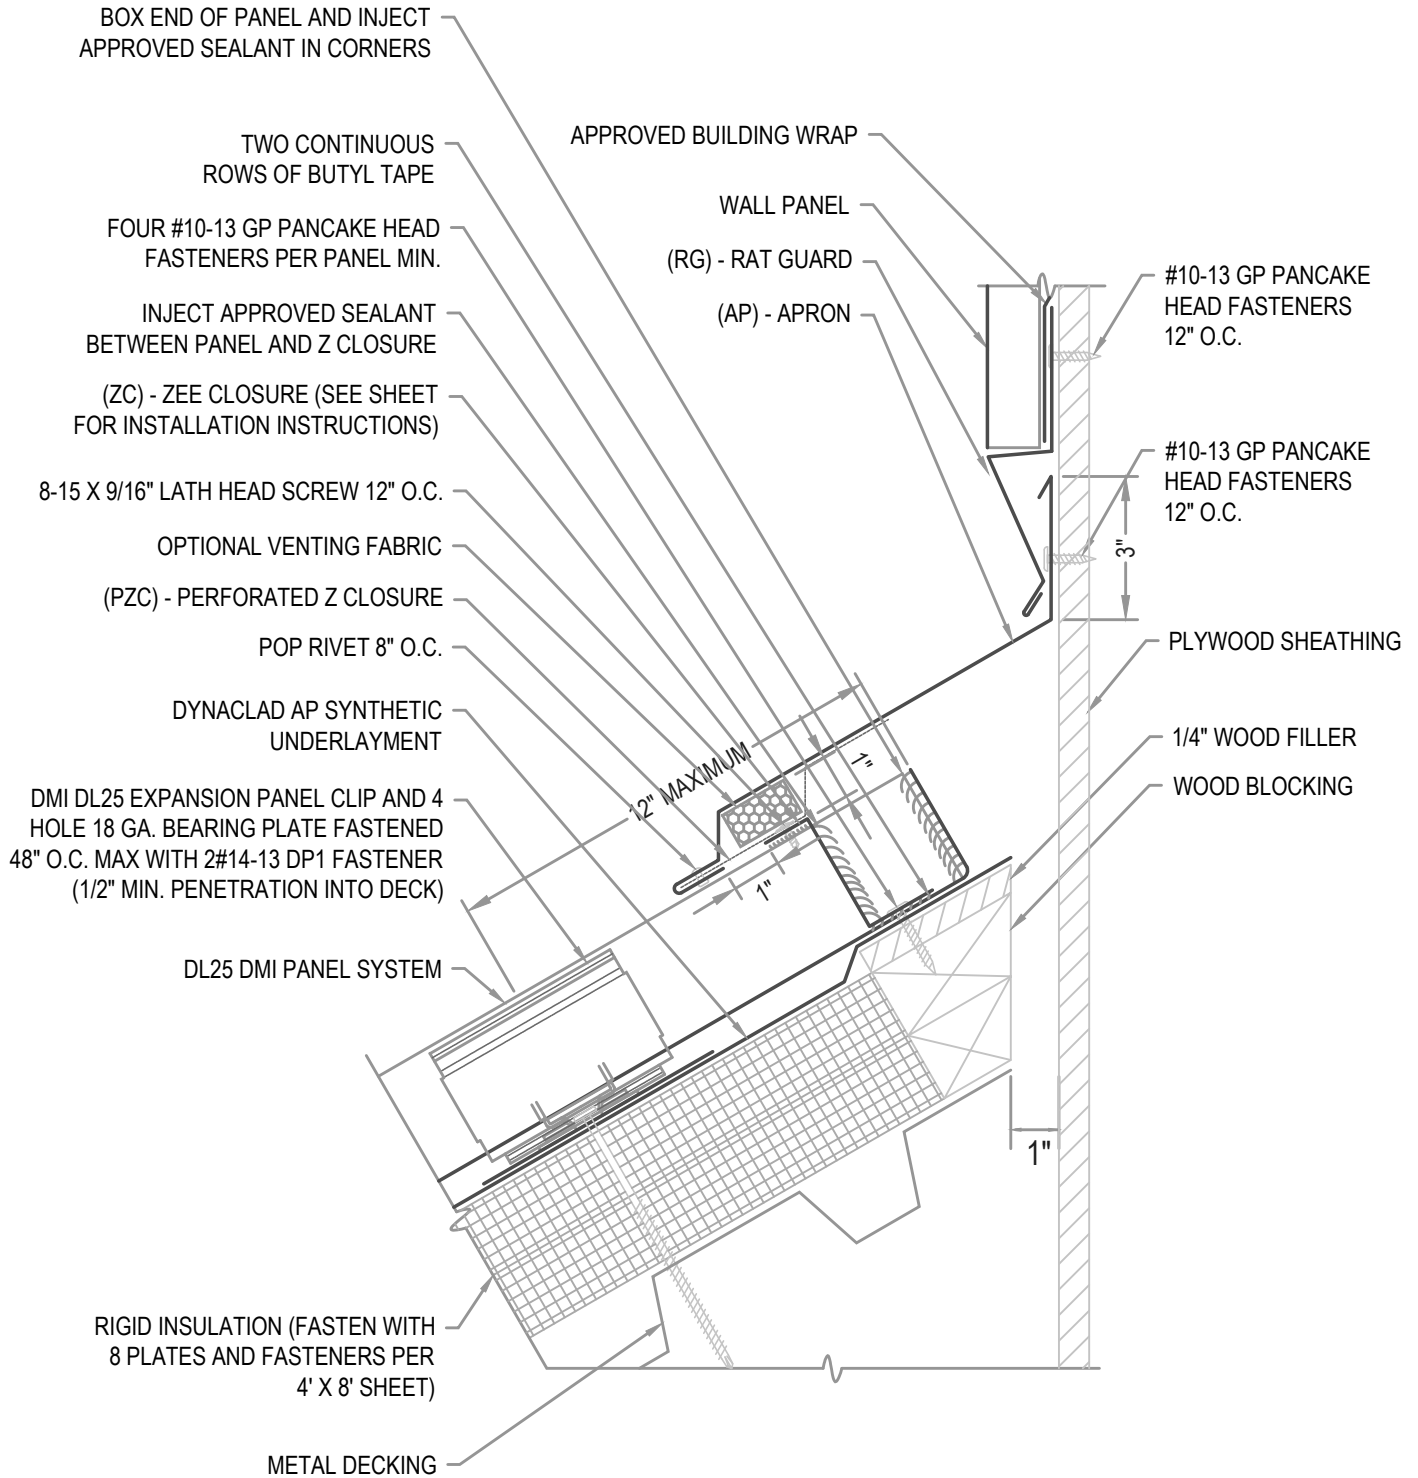 BOX END OF PANEL AND INJECT
APPROVED SEALANT IN CORNERS
TWO CONTINUOUS
ROWS OF BUTYL TAPE
FOUR #10-13 GP PANCAKE HEAD
FASTENERS PER PANEL MIN.
INJECT APPROVED SEALANT
BETWEEN PANEL AND Z CLOSURE
(ZC) - ZEE CLOSURE (SEE SHEET
FOR INSTALLATION INSTRUCTIONS)
8-15 X 9/16" LATH HEAD SCREW 12" O.C.
OPTIONAL VENTING FABRIC
(PZC) - PERFORATED Z CLOSURE
POP RIVET 8" O.C.
DYNACLAD AP SYNTHETIC
UNDERLAYMENT
DMI DL25 EXPANSION PANEL CLIP AND 4
HOLE 18 GA. BEARING PLATE FASTENED
48" O.C. MAX WITH 2#14-13 DP1 FASTENER
(1/2" MIN. PENETRATION INTO DECK)
DL25 DMI PANEL SYSTEM
RIGID INSULATION (FASTEN WITH
8 PLATES AND FASTENERS PER
4' X 8' SHEET)
METAL DECKING
APPROVED BUILDING WRAP
WALL PANEL
(RG) - RAT GUARD
(AP) - APRON
12" MAXIMUM
1"
1"
#10-13 GP PANCAKE
HEAD FASTENERS
12" O.C.
#10-13 GP PANCAKE
HEAD FASTENERS
12" O.C.
3"
PLYWOOD SHEATHING
1/4" WOOD FILLER
WOOD BLOCKING
1"